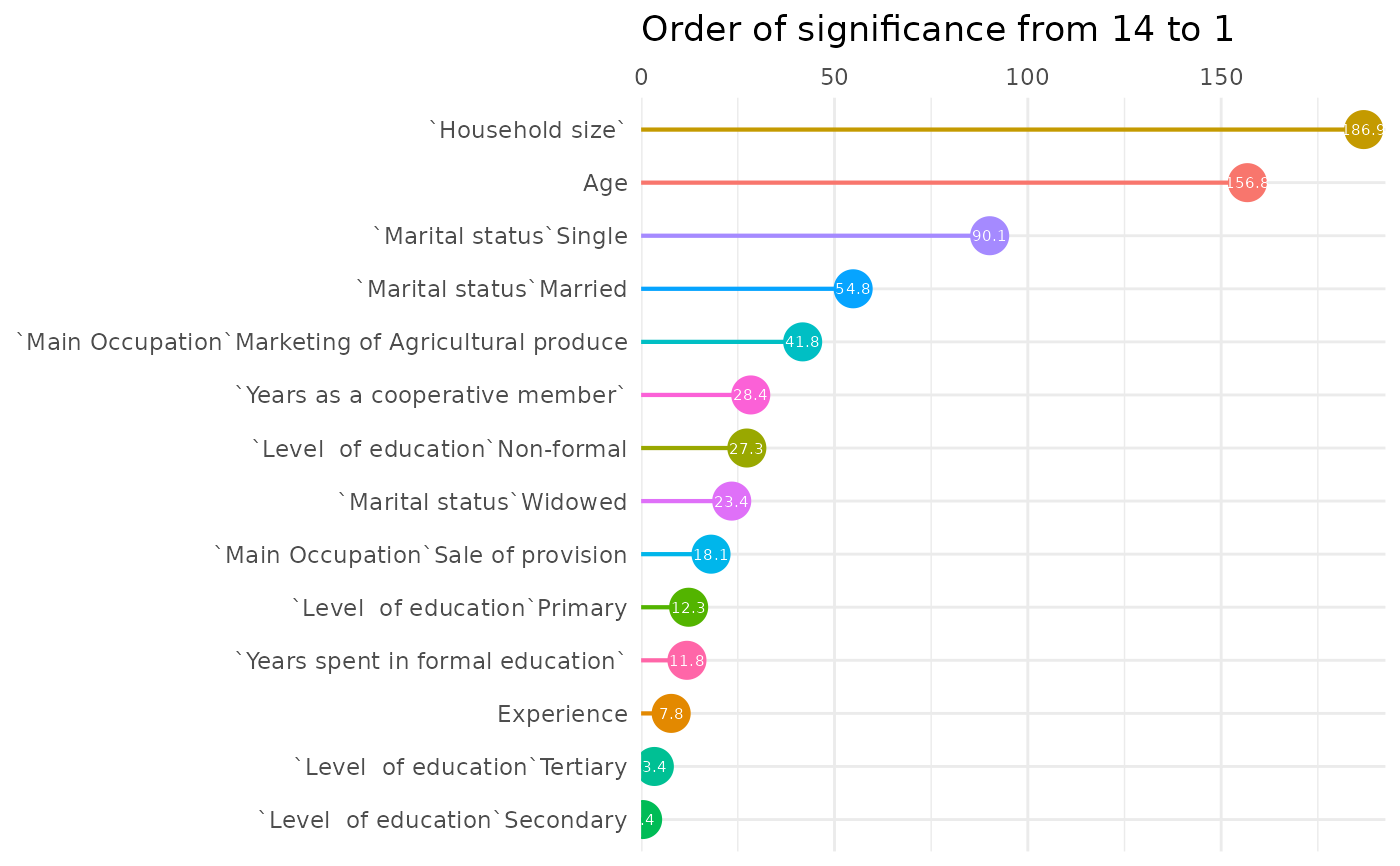 Order of significance from 14 to 1
0 50 100 150
`Household size` 186.9
Age 156.8
`Marital status`Single 90.1
`Marital status`Married 54.8
`Main Occupation`Marketing of Agricultural produce 41.8
`Years as a cooperative member` 28.4
`Level  of education`Non-formal 27.3
`Marital status`Widowed 23.4
`Main Occupation`Sale of provision 18.1
`Level  of education`Primary 12.3
`Years spent in formal education` 11.8
Experience 7.8
`Level  of education`Tertiary 3.4
`Level  of education`Secondary .4